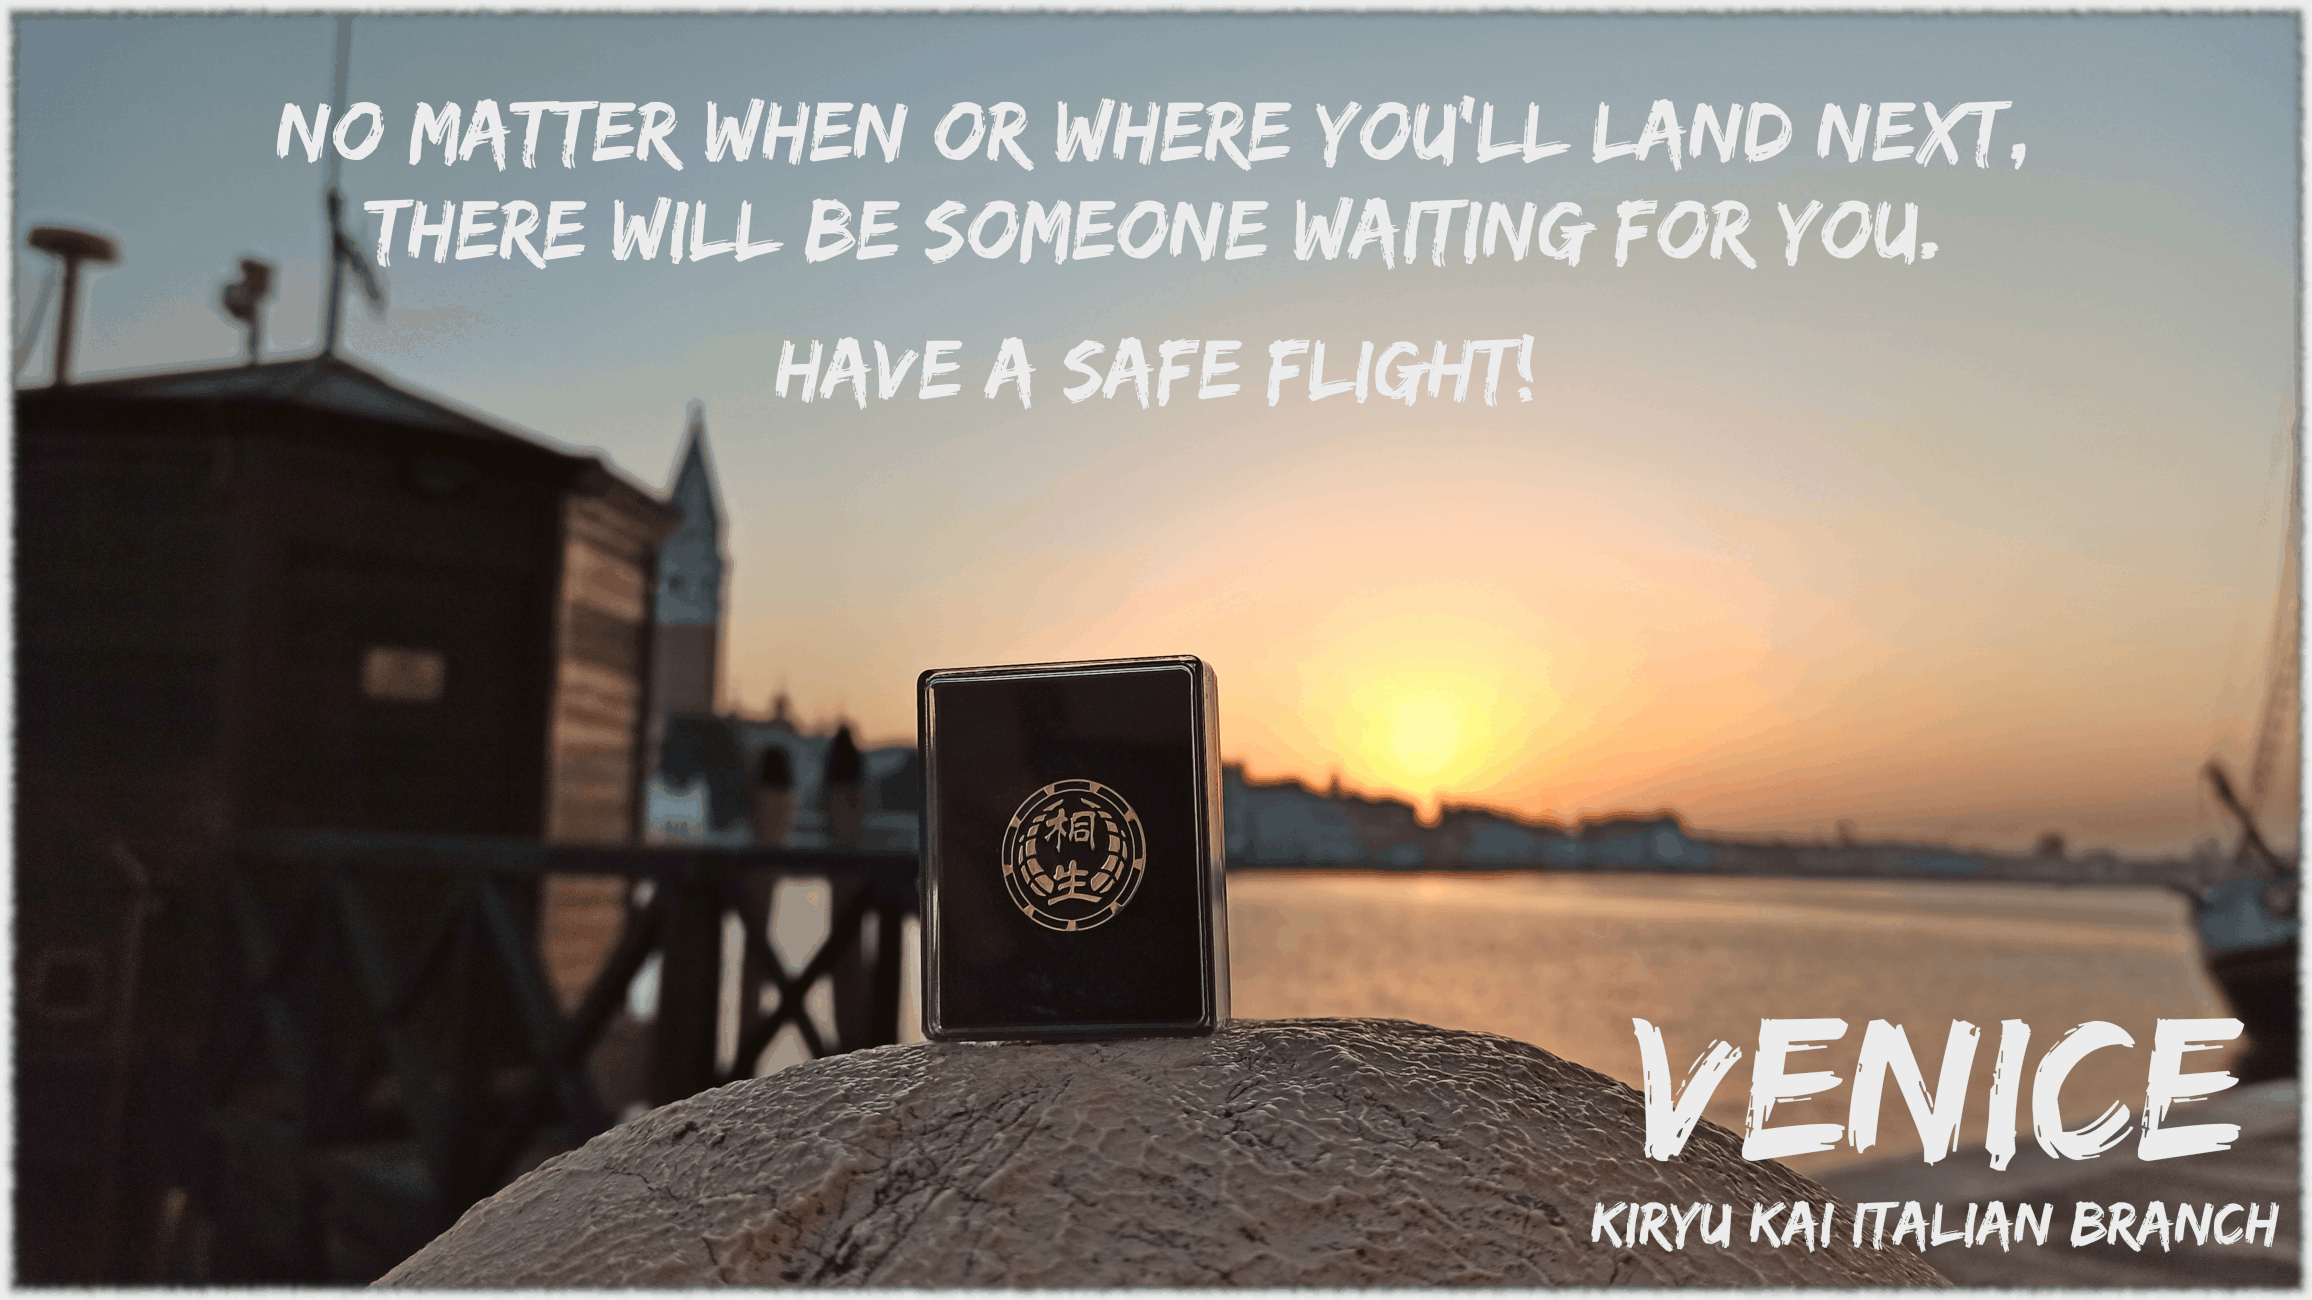 NO MATTER WHEN OR WHERE YOU'LL LAND NEXT,
THERE WILL BE SOMEONE WAITING FOR YOU.
HAVE A SAFE FLIGHT!
桐
生
VENICE
KIRYU KAI ITALIAN BRANCH